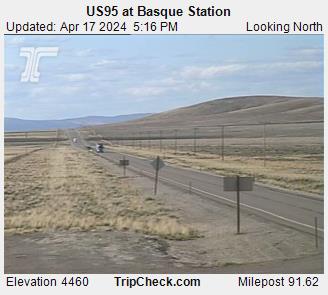 US95 at Basque Station
Updated: Apr 17 2024 5:16 PM Looking North
Elevation 4460 TripCheck.com Milepost 91.62